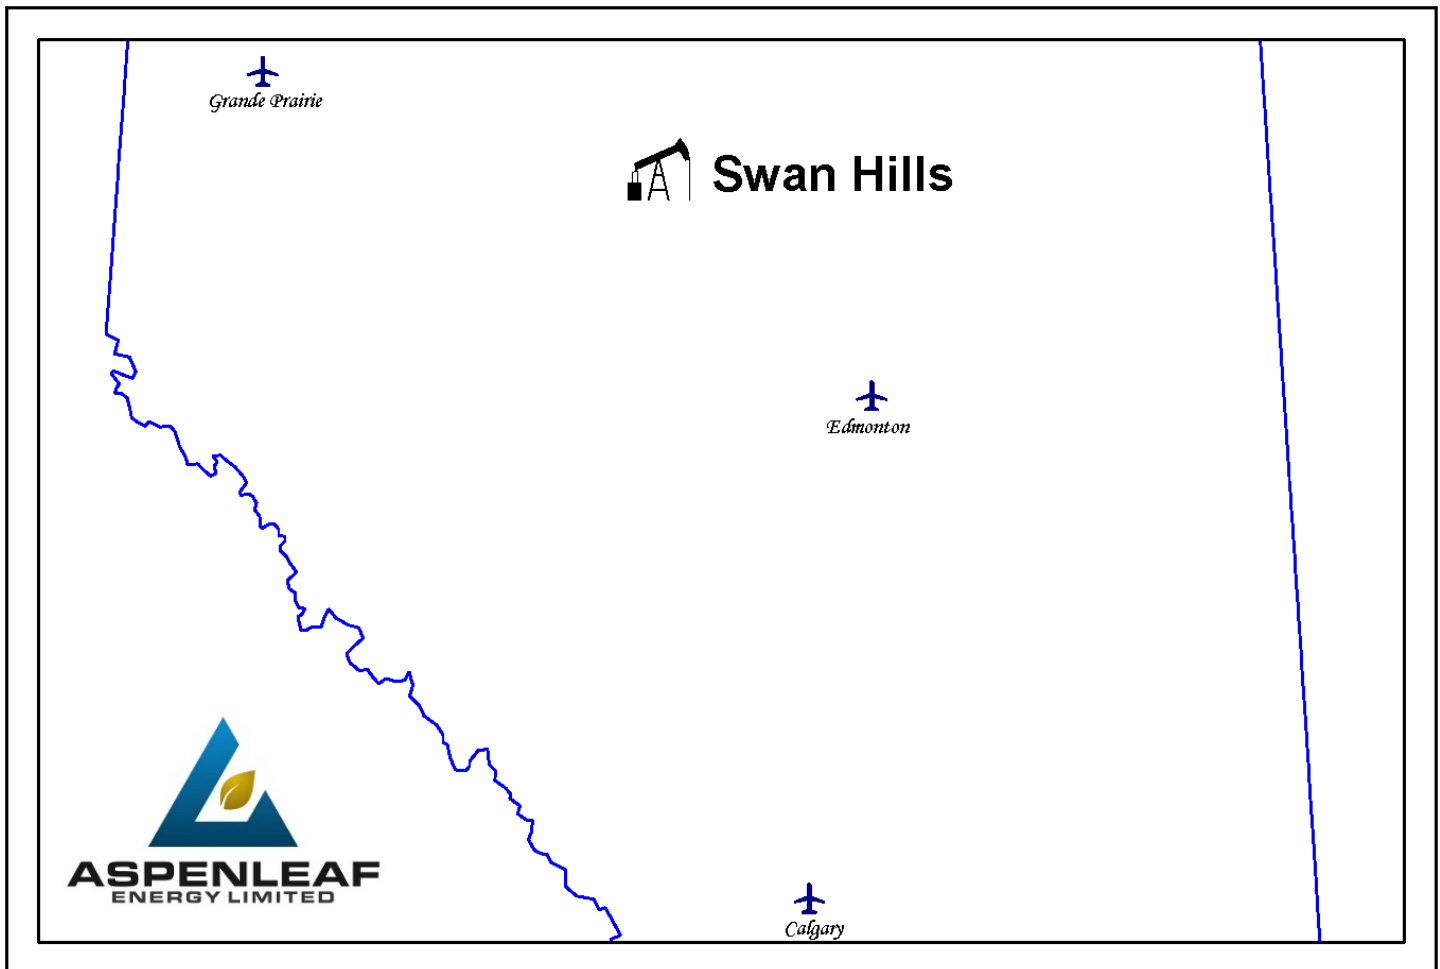 Grande Prairie
Swan Hills
Edmonton
ASPENLEAF
ENERGY LIMITED
Calgary